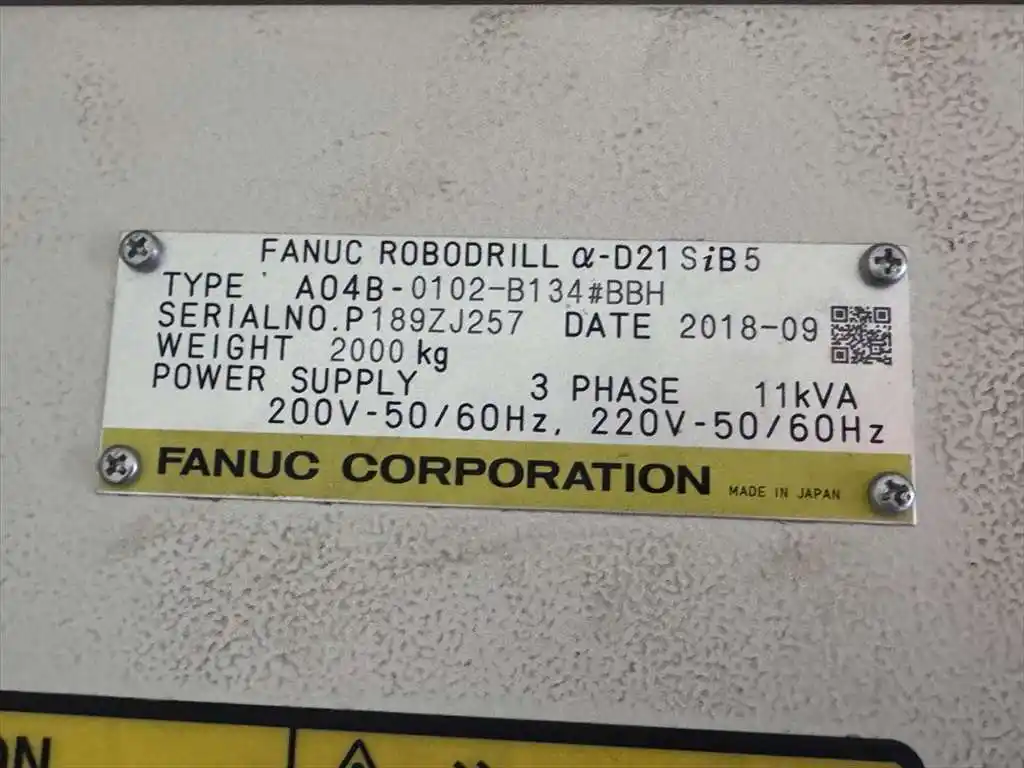 FANUC ROBODRILL α-D21SiB5
TYPE A04B-0102-B134#BBH
SERIALNO.P189ZJ257 DATE 2018-09
WEIGHT 2000kg
POWER SUPPLY 3 PHASE 11kVA
200V-50/60Hz, 220V-50/60Hz
FANUC CORPORATION MADE IN JAPAN